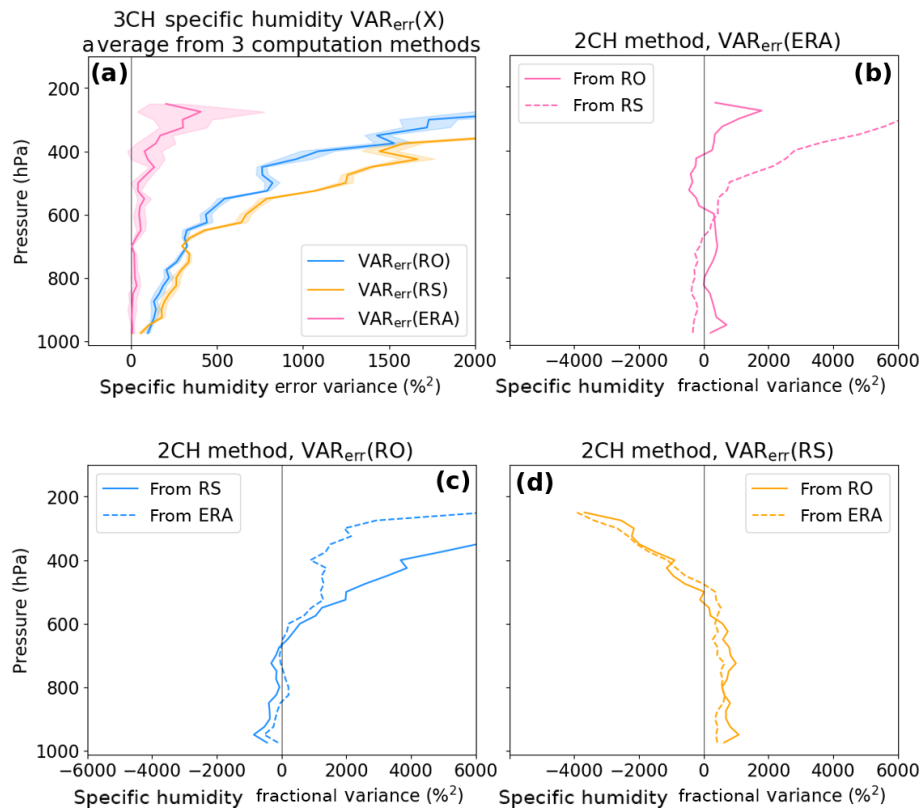 3CH specific humidity VARerr(X)
average from 3 computation methods
(a)
200
400
600
800
1000
Pressure (hPa)
VARerr(RO)
VARerr(RS)
VARerr(ERA)
0
500
1000
1500
2000
Specific humidity error variance (%²)
2CH method, VARerr(ERA)
(b)
From RO
From RS
−4000
−2000
0
2000
4000
6000
Specific humidity fractional variance (%²)
2CH method, VARerr(RO)
(c)
From RS
From ERA
200
400
600
800
1000
Pressure (hPa)
−6000
−4000
−2000
0
2000
4000
6000
Specific humidity fractional variance (%²)
2CH method, VARerr(RS)
(d)
From RO
From ERA
−4000
−2000
0
2000
4000
6000
Specific humidity fractional variance (%²)